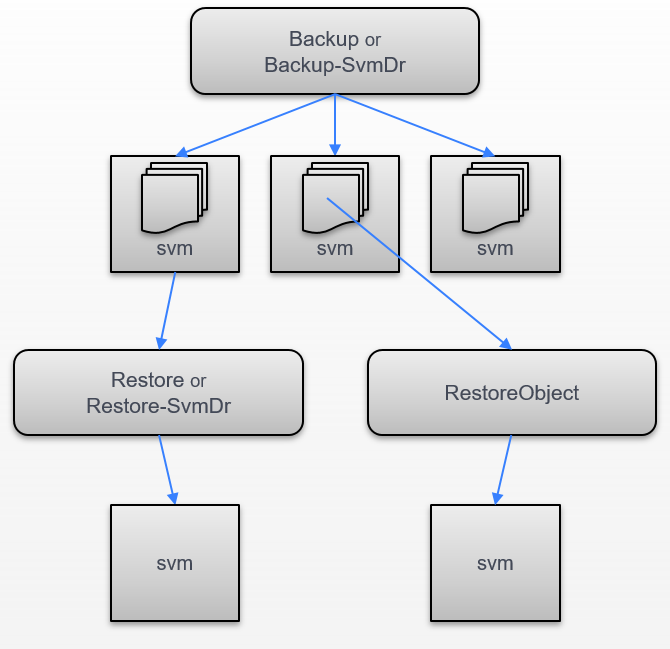 Backup or
Backup-SvmDr
svm
svm
svm
Restore or
Restore-SvmDr
RestoreObject
svm
svm